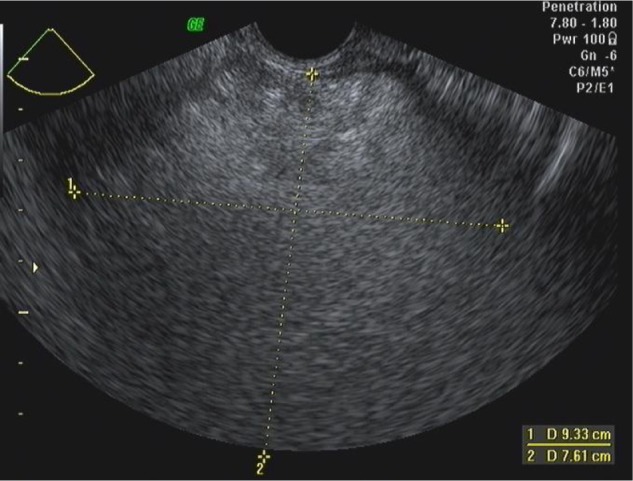 GE
Penetration
7.80 - 1.80
Pwr 100
Gn -6
C6/M5*
P2/E1
1
2
1 D 9.33 cm
2 D 7.61 cm